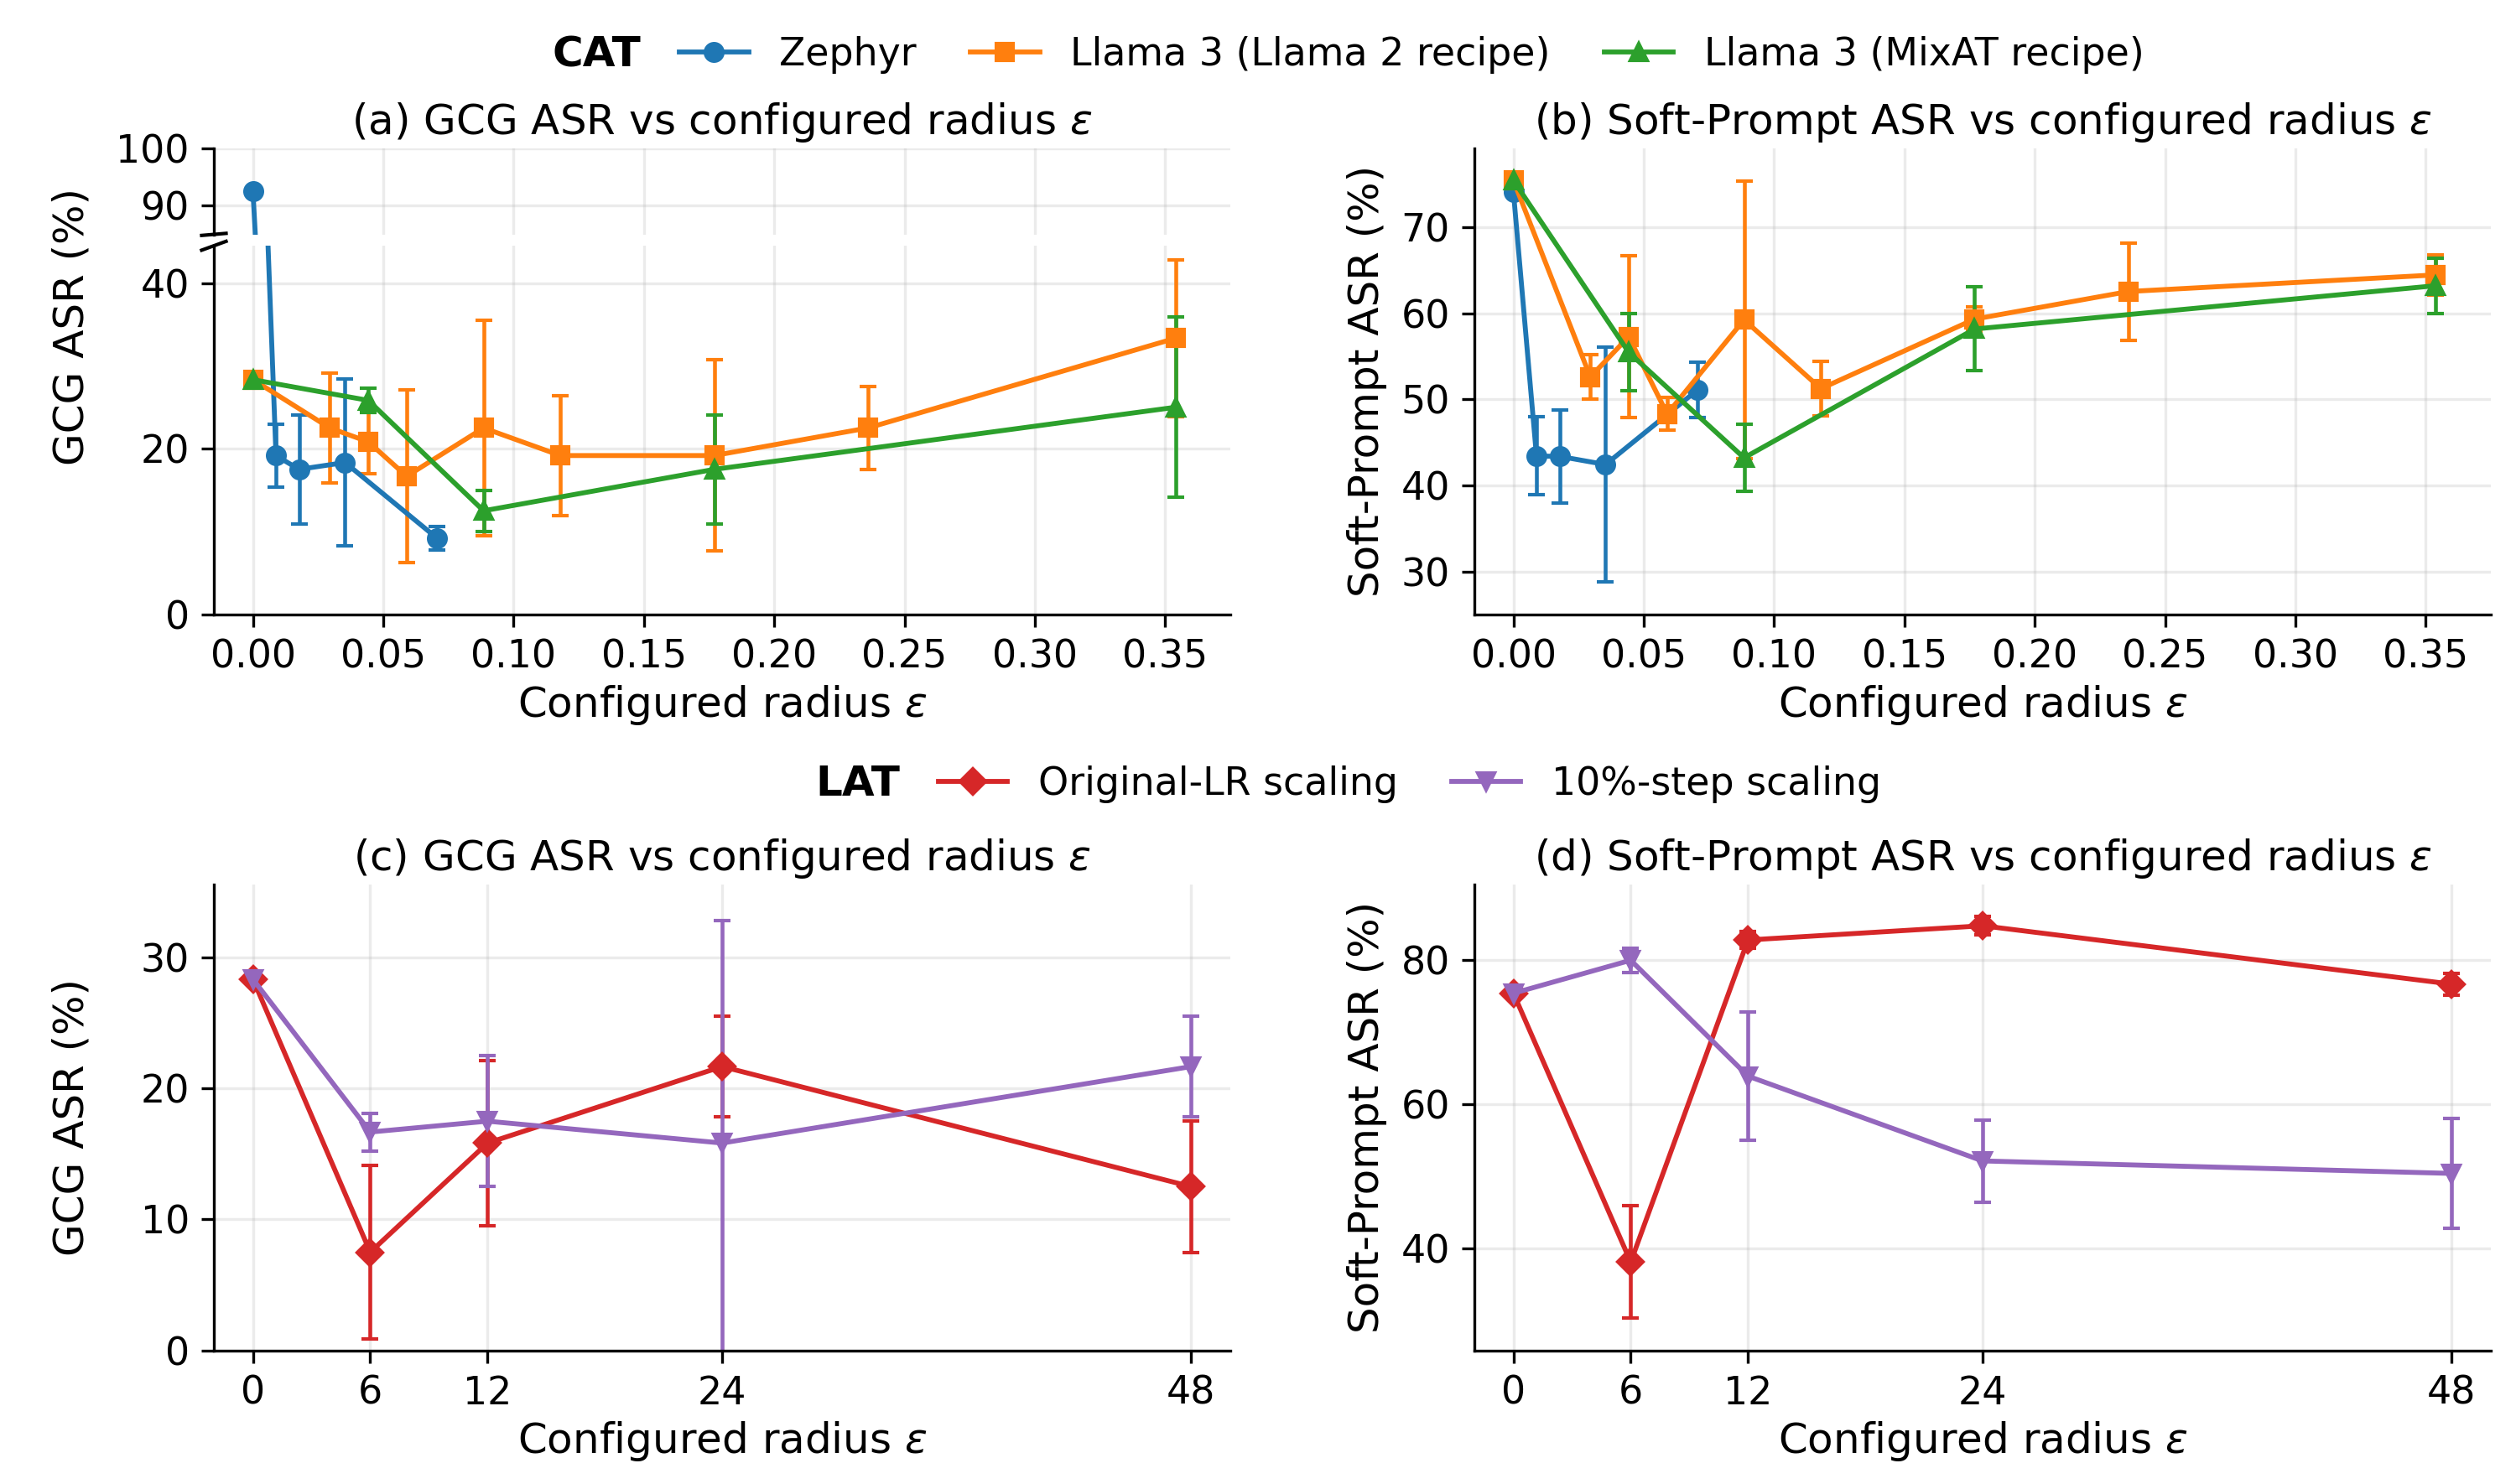 CAT Zephyr Llama 3 (Llama 2 recipe) Llama 3 (MixAT recipe)
(a) GCG ASR vs configured radius ε
100
90
40
20
0
GCG ASR (%)
0.00 0.05 0.10 0.15 0.20 0.25 0.30 0.35
Configured radius ε
(b) Soft-Prompt ASR vs configured radius ε
70
60
50
40
30
Soft-Prompt ASR (%)
0.00 0.05 0.10 0.15 0.20 0.25 0.30 0.35
Configured radius ε
LAT Original-LR scaling 10%-step scaling
(c) GCG ASR vs configured radius ε
30
20
10
0
GCG ASR (%)
0 6 12 24 48
Configured radius ε
(d) Soft-Prompt ASR vs configured radius ε
80
60
40
Soft-Prompt ASR (%)
0 6 12 24 48
Configured radius ε